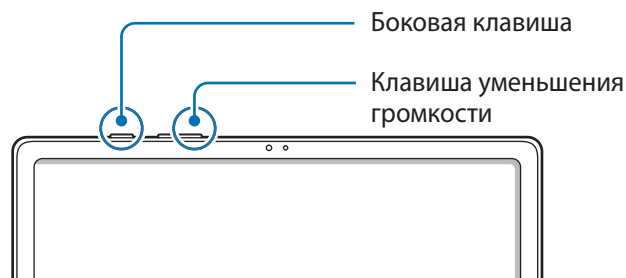 Боковая клавиша
Клавиша уменьшения
громкости